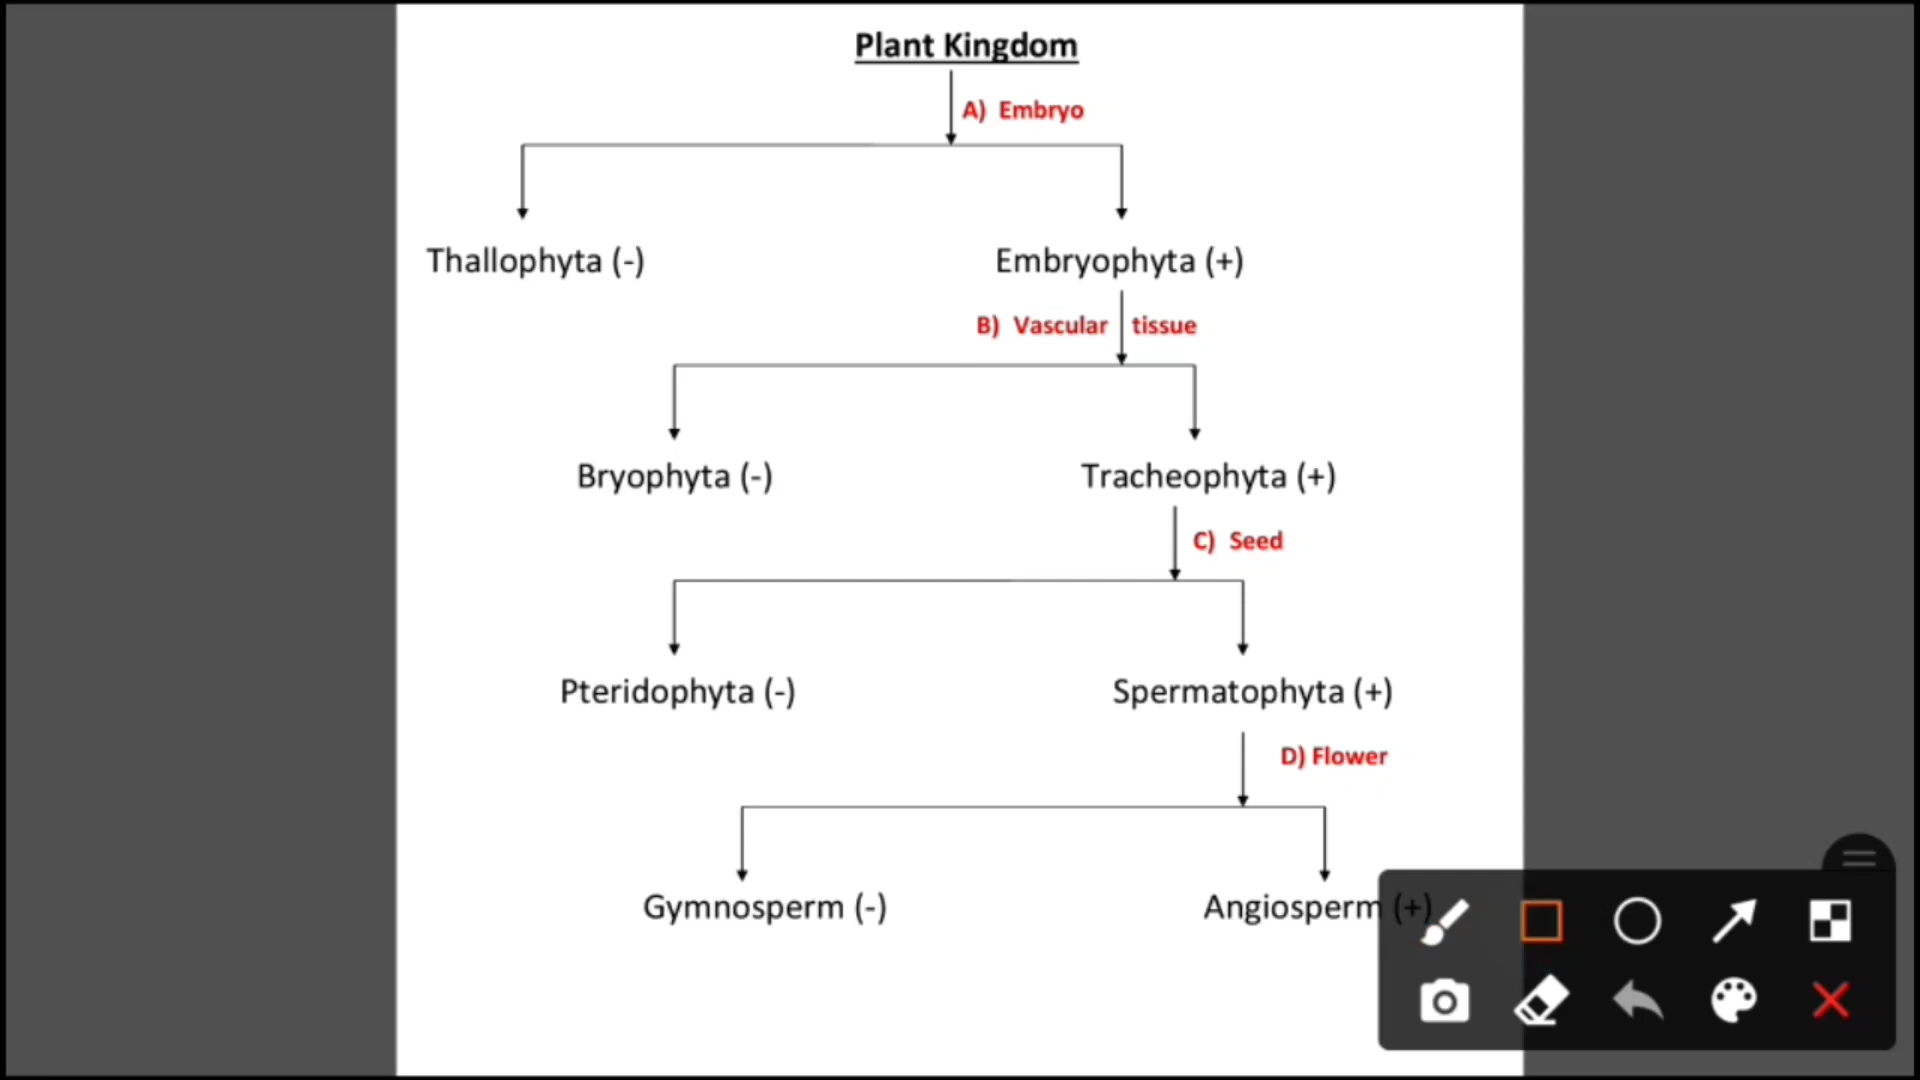 Plant Kingdom
A) Embryo
Thallophyta (-) Embryophyta (+)
B) Vascular tissue
Bryophyta (-) Tracheophyta (+)
C) Seed
Pteridophyta (-) Spermatophyta (+)
D) Flower
Gymnosperm (-) Angiosperm (+)